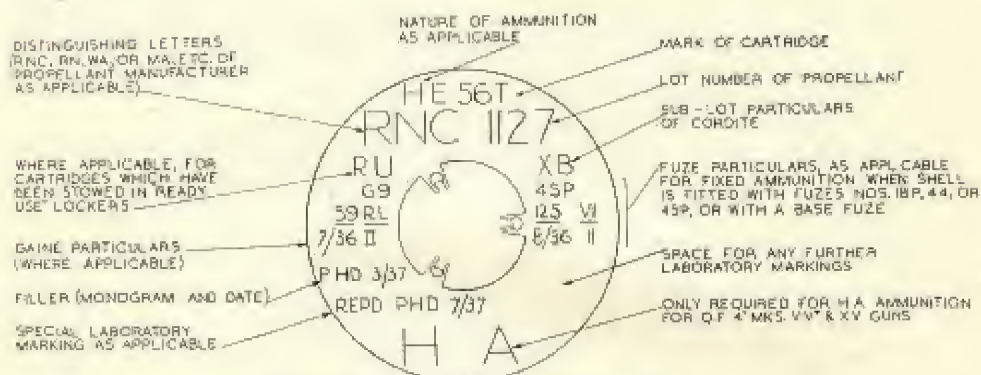 NATURE OF AMMUNITION
AS APPLICABLE
DISTINGUISHING LETTERS
(RNC, RN, WA, OR MA, ETC. OF
PROPELLANT MANUFACTURER
AS APPLICABLE)
MARK OF CARTRIDGE
LOT NUMBER OF PROPELLANT
SUB-LOT PARTICULARS
OF CORDITE
WHERE APPLICABLE, FOR
CARTRIDGES WHICH HAVE
BEEN STOWED IN READY
USE LOCKERS
FUZE PARTICULARS, AS APPLICABLE
FOR FIXED AMMUNITION WHEN SHELL
IS FITTED WITH FUZES NOS. 18P, 44, OR
45P, OR WITH A BASE FUZE
GAINE PARTICULARS
(WHERE APPLICABLE)
SPACE FOR ANY FURTHER
LABORATORY MARKINGS
FILLER (MONOGRAM AND DATE)
ONLY REQUIRED FOR H.A. AMMUNITION
FOR Q.F. 4" MKS. V V* & XV GUNS
SPECIAL LABORATORY
MARKING AS APPLICABLE
HE 56T
RNC 1127
RU XB
G9 45P
59 RL 125 VI
7/36 II 8/36 II
PHD 3/37
REPD PHD 7/37
H A